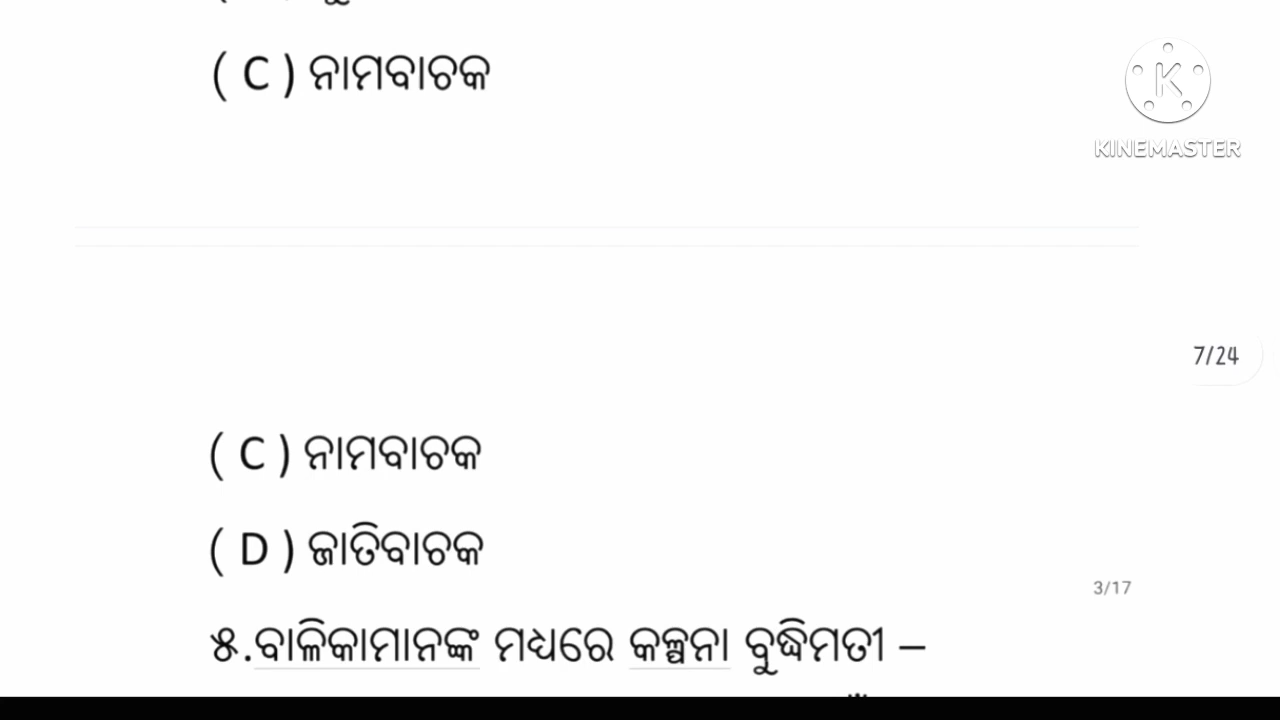 ( C ) ନାମବାଚକ
KINEMASTER
7/24
( C ) ନାମବାଚକ
( D ) ଜାତିବାଚକ
3/17
୫.ବାଳିକାମାନଙ୍କ ମଧ୍ୟରେ କଳ୍ପନା ବୁଦ୍ଧିମତୀ –